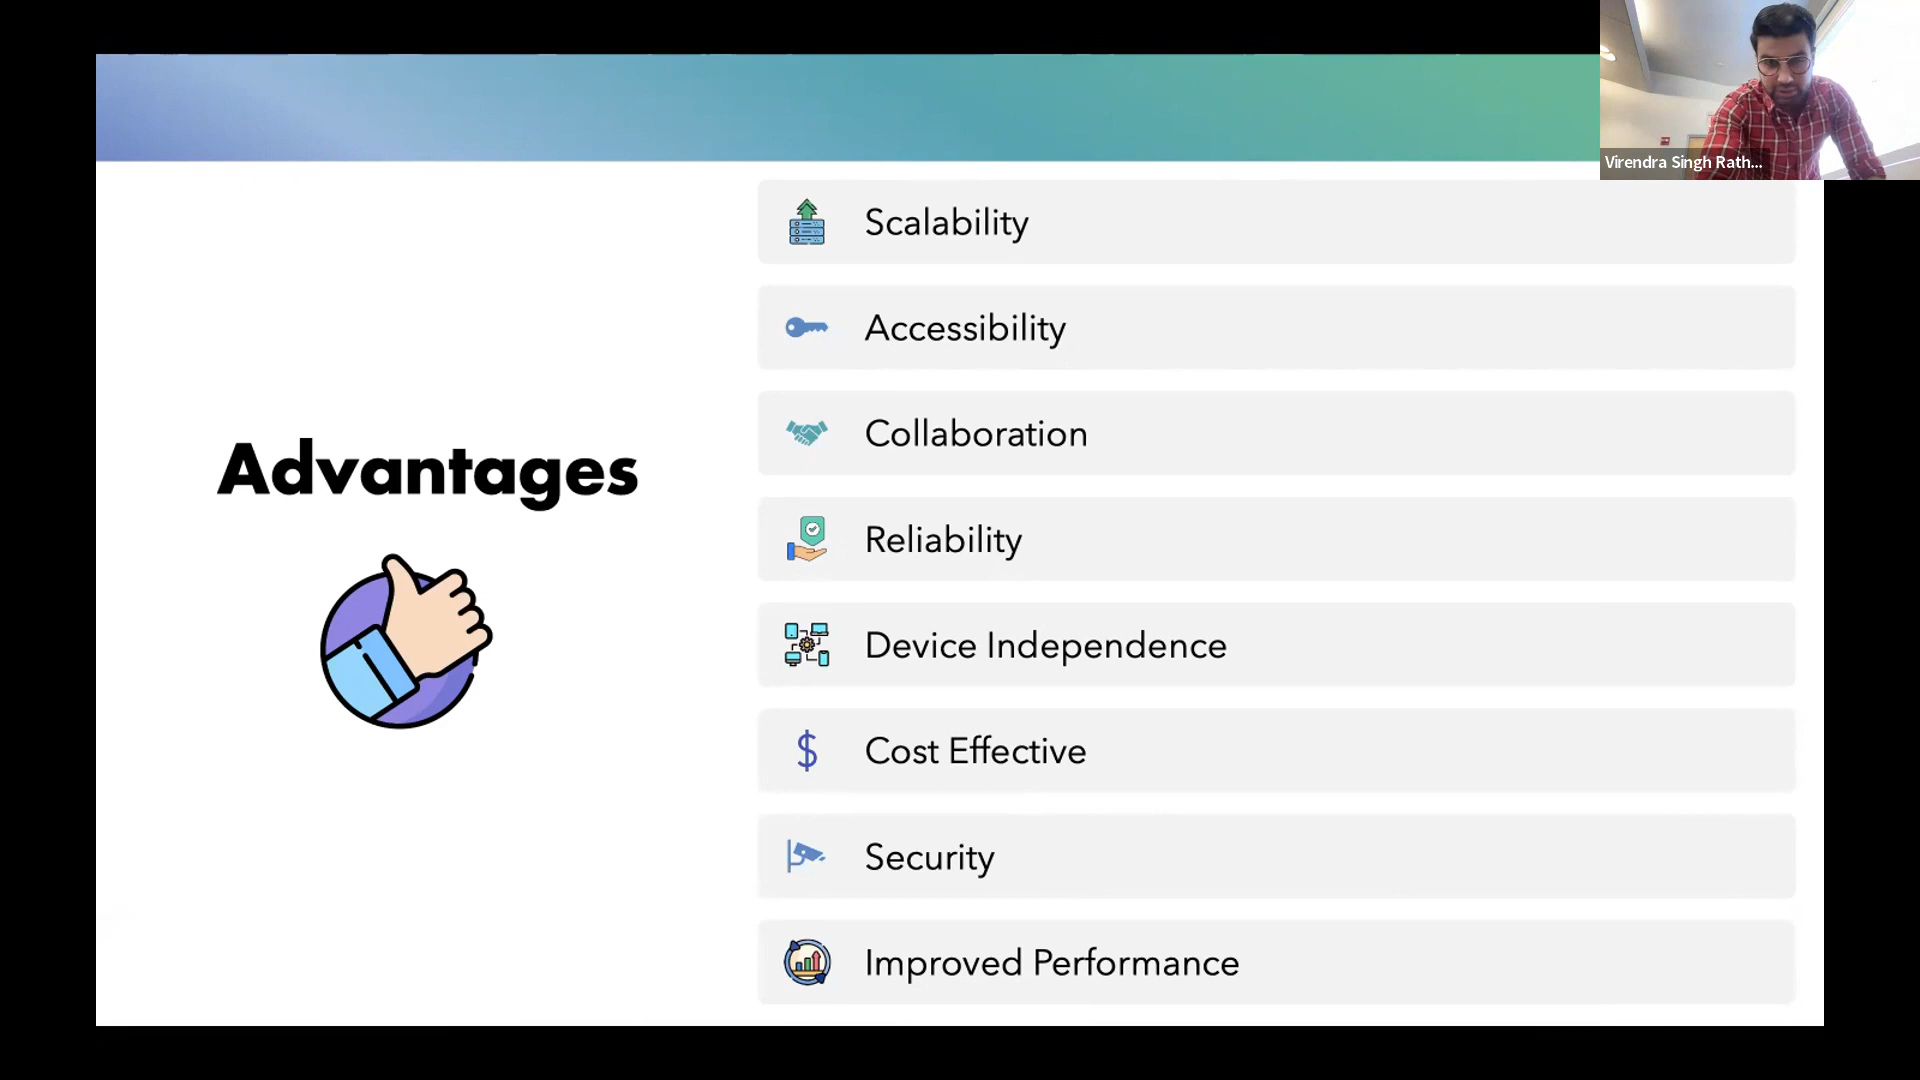 Virendra Singh Rath...
Advantages
Scalability
Accessibility
Collaboration
Reliability
Device Independence
$
Cost Effective
Security
Improved Performance